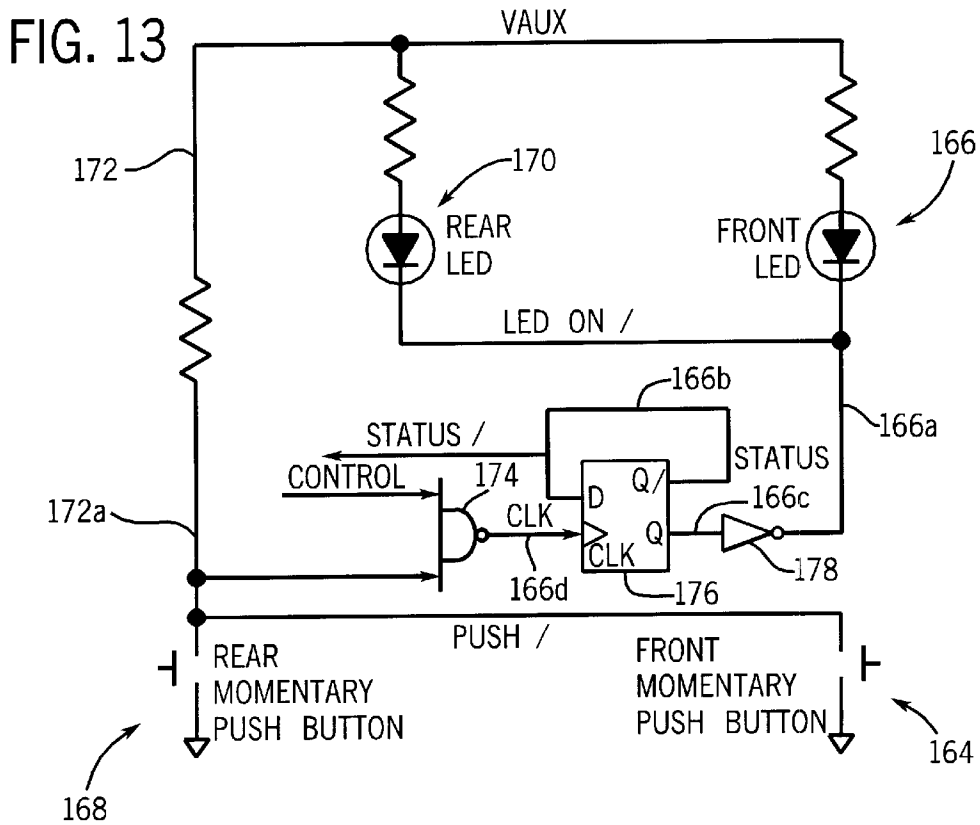 FIG. 13
VAUX
172
170
166
REAR
LED
FRONT
LED
LED ON /
166b
166a
STATUS /
STATUS
CONTROL
174
172a
CLK
D
Q/
Q
CLK
166c
166d
176
178
PUSH /
REAR
MOMENTARY
PUSH BUTTON
FRONT
MOMENTARY
PUSH BUTTON
168
164